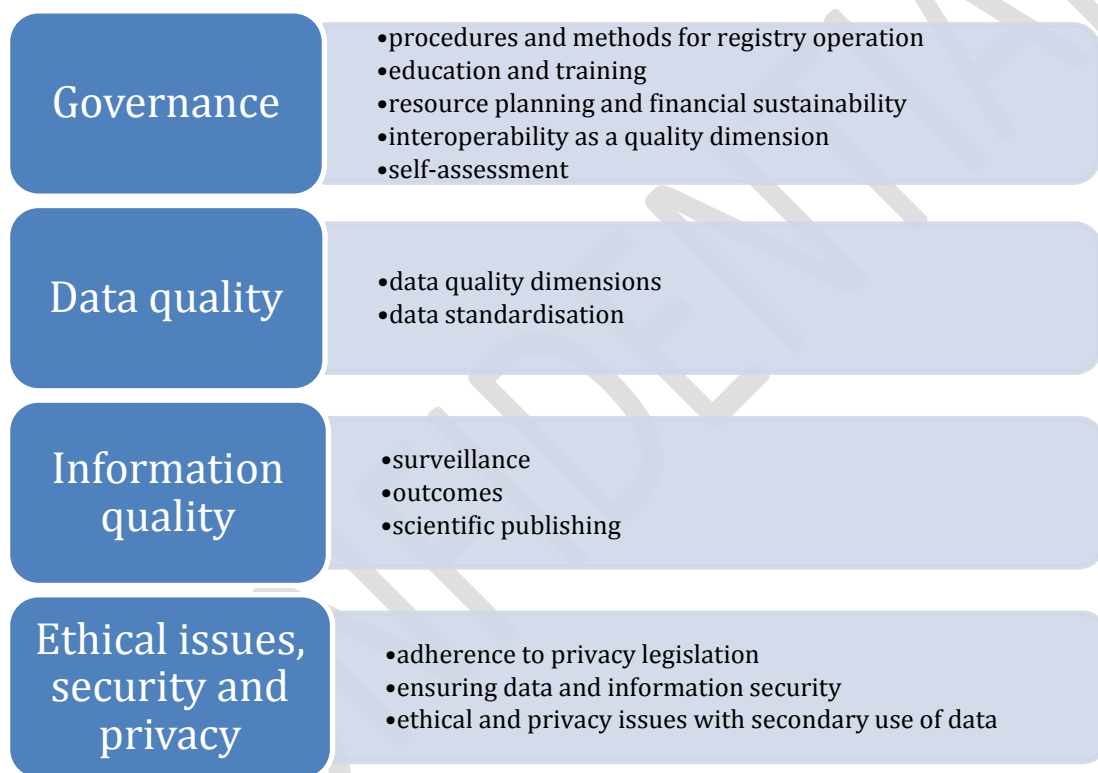 Governance
•procedures and methods for registry operation
•education and training
•resource planning and financial sustainability
•interoperability as a quality dimension
•self-assessment
Data quality
•data quality dimensions
•data standardisation
Information
quality
•surveillance
•outcomes
•scientific publishing
Ethical issues,
security and
privacy
•adherence to privacy legislation
•ensuring data and information security
•ethical and privacy issues with secondary use of data